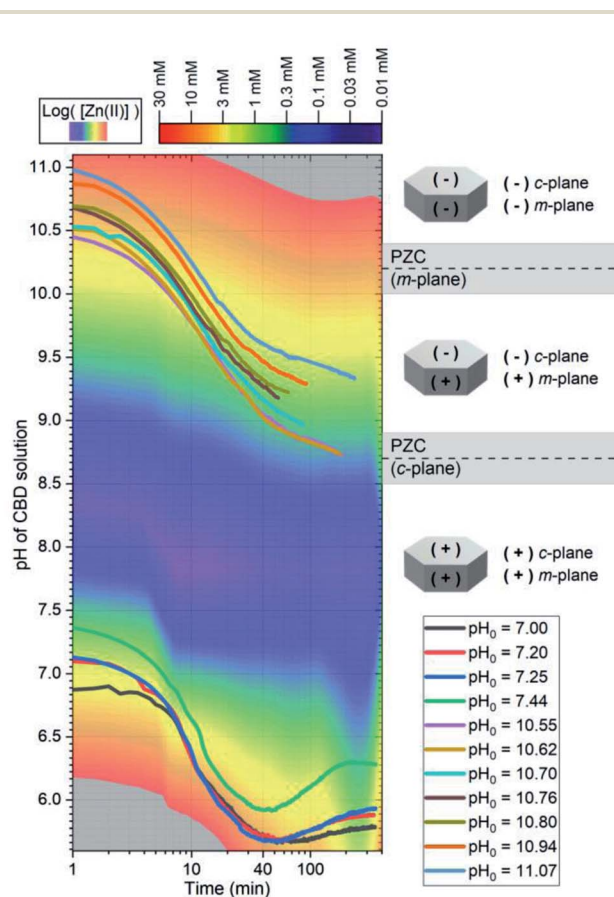 Log( [Zn(II)] )
30 mM
10 mM
3 mM
1 mM
0.3 mM
0.1 mM
0.03 mM
0.01 mM
11.0
10.5
10.0
9.5
9.0
8.5
8.0
7.5
7.0
6.5
6.0
pH of CBD solution
1
10
40
100
Time (min)
(-)
(-)
(-) c-plane
(-) m-plane
PZC
(m-plane)
(-)
(+)
(-) c-plane
(+) m-plane
PZC
(c-plane)
(+)
(+)
(+) c-plane
(+) m-plane
pH₀ = 7.00
pH₀ = 7.20
pH₀ = 7.25
pH₀ = 7.44
pH₀ = 10.55
pH₀ = 10.62
pH₀ = 10.70
pH₀ = 10.76
pH₀ = 10.80
pH₀ = 10.94
pH₀ = 11.07